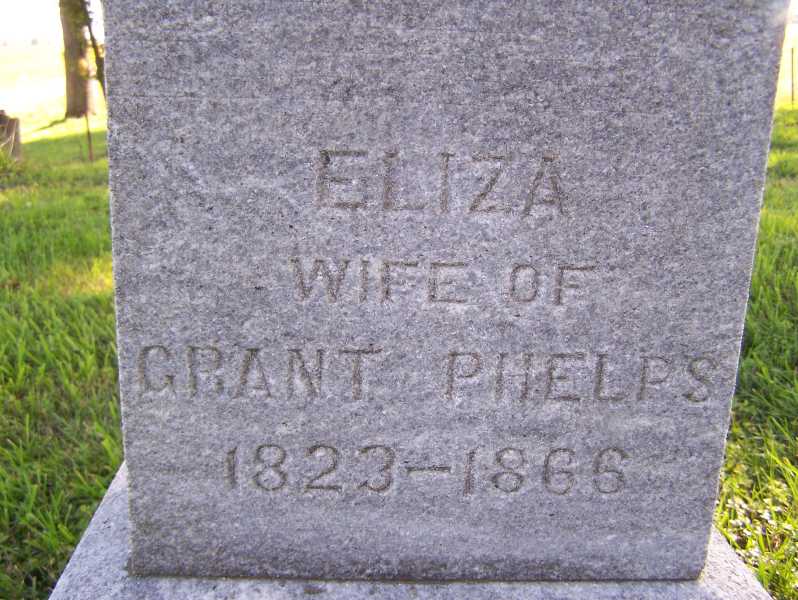 ELIZA
WIFE OF
GRANT PHELPS
1823-1866